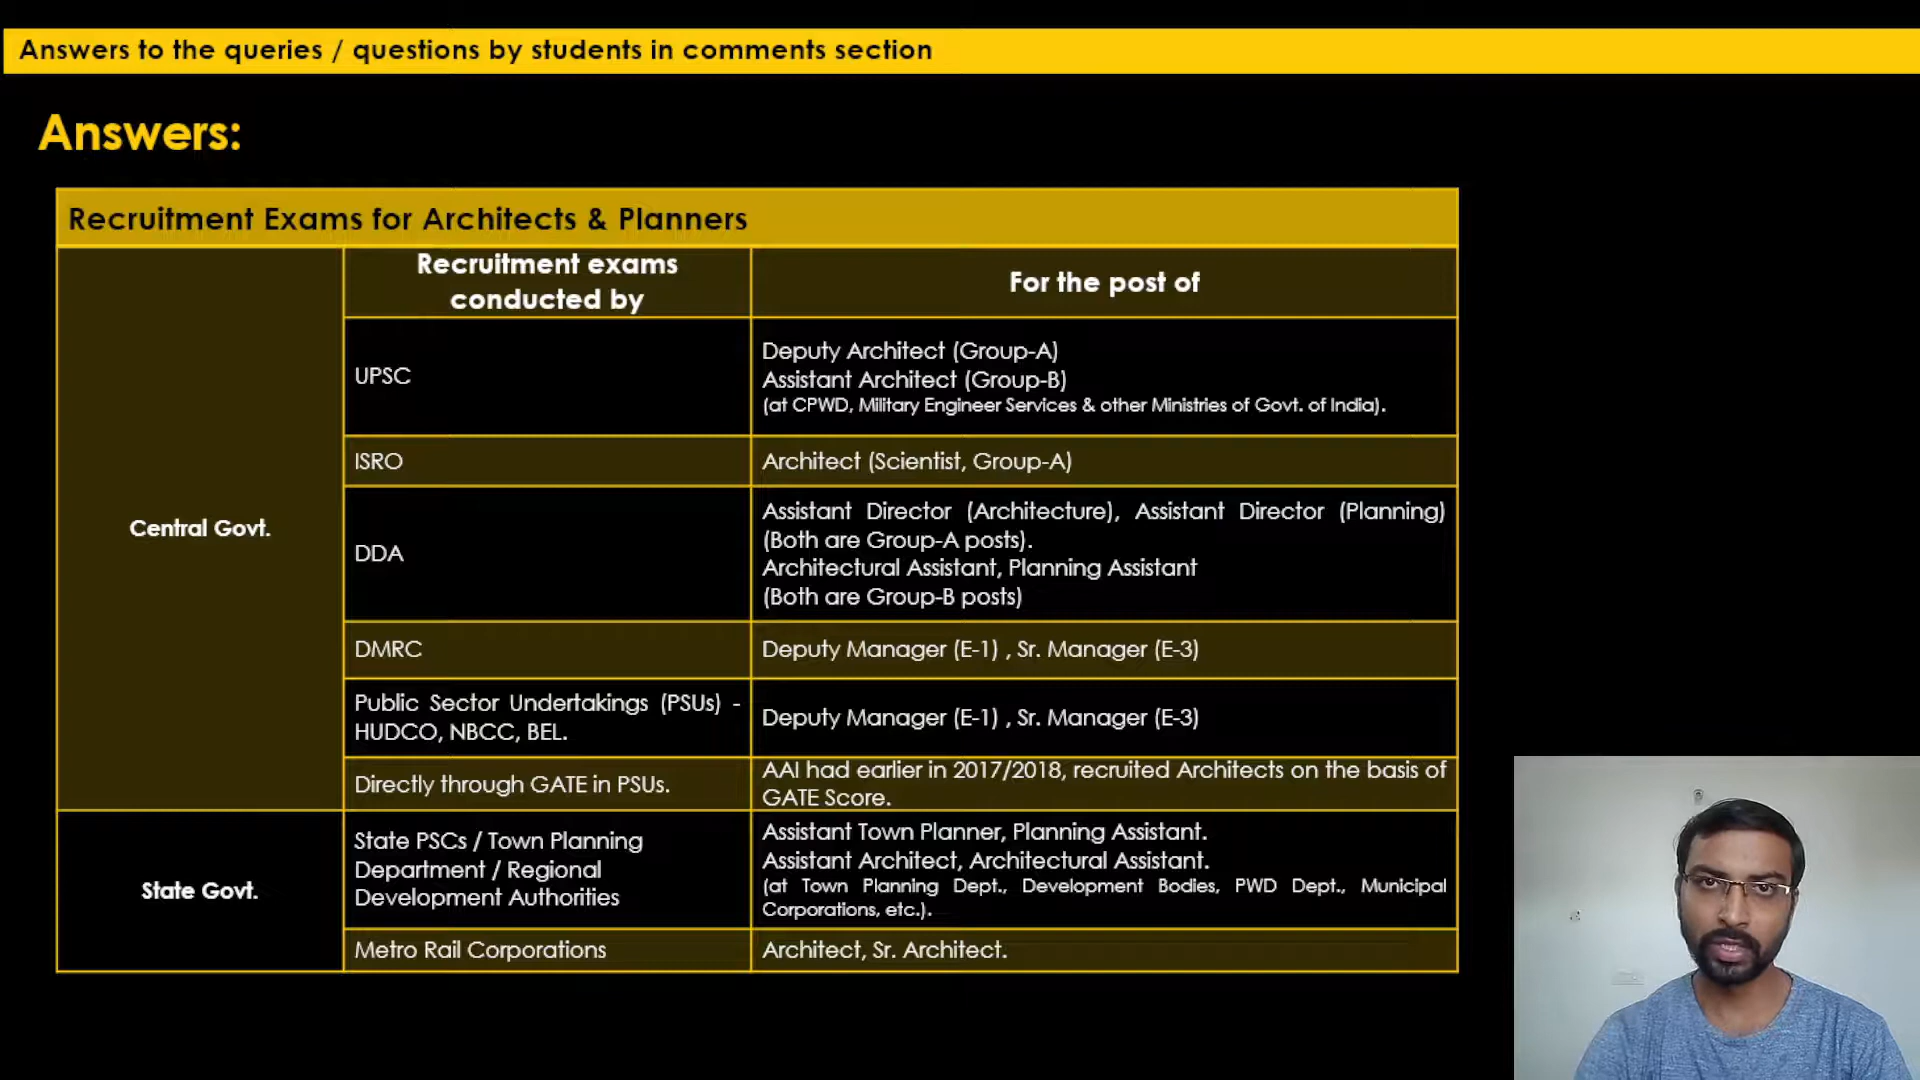 Answers to the queries / questions by students in comments section
Answers:
Recruitment Exams for Architects & Planners
Central Govt.
Recruitment exams
conducted by
For the post of
UPSC
Deputy Architect (Group-A)
Assistant Architect (Group-B)
(at CPWD, Military Engineer Services & other Ministries of Govt. of India).
ISRO
Architect (Scientist, Group-A)
DDA
Assistant Director (Architecture), Assistant Director (Planning)
(Both are Group-A posts).
Architectural Assistant, Planning Assistant
(Both are Group-B posts)
DMRC
Deputy Manager (E-1) , Sr. Manager (E-3)
Public Sector Undertakings (PSUs) -
HUDCO, NBCC, BEL.
Deputy Manager (E-1) , Sr. Manager (E-3)
Directly through GATE in PSUs.
AAI had earlier in 2017/2018, recruited Architects on the basis of
GATE Score.
State Govt.
State PSCs / Town Planning
Department / Regional
Development Authorities
Assistant Town Planner, Planning Assistant.
Assistant Architect, Architectural Assistant.
(at Town Planning Dept., Development Bodies, PWD Dept., Municipal
Corporations, etc.).
Metro Rail Corporations
Architect, Sr. Architect.